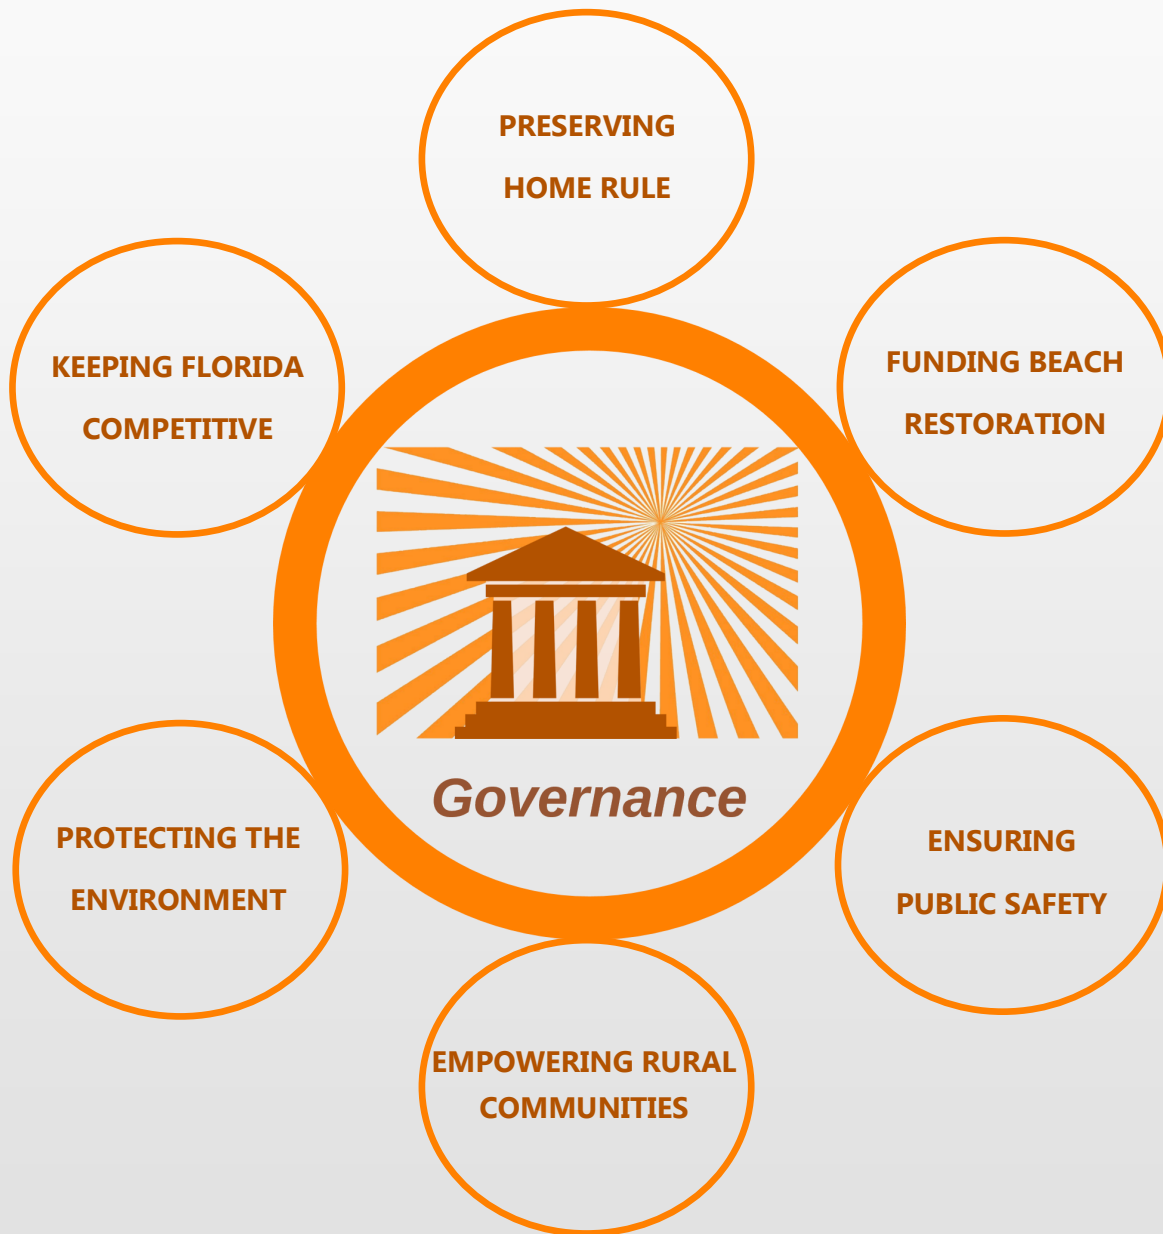 PRESERVING
HOME RULE
KEEPING FLORIDA
COMPETITIVE
FUNDING BEACH
RESTORATION
Governance
PROTECTING THE
ENVIRONMENT
ENSURING
PUBLIC SAFETY
EMPOWERING RURAL
COMMUNITIES